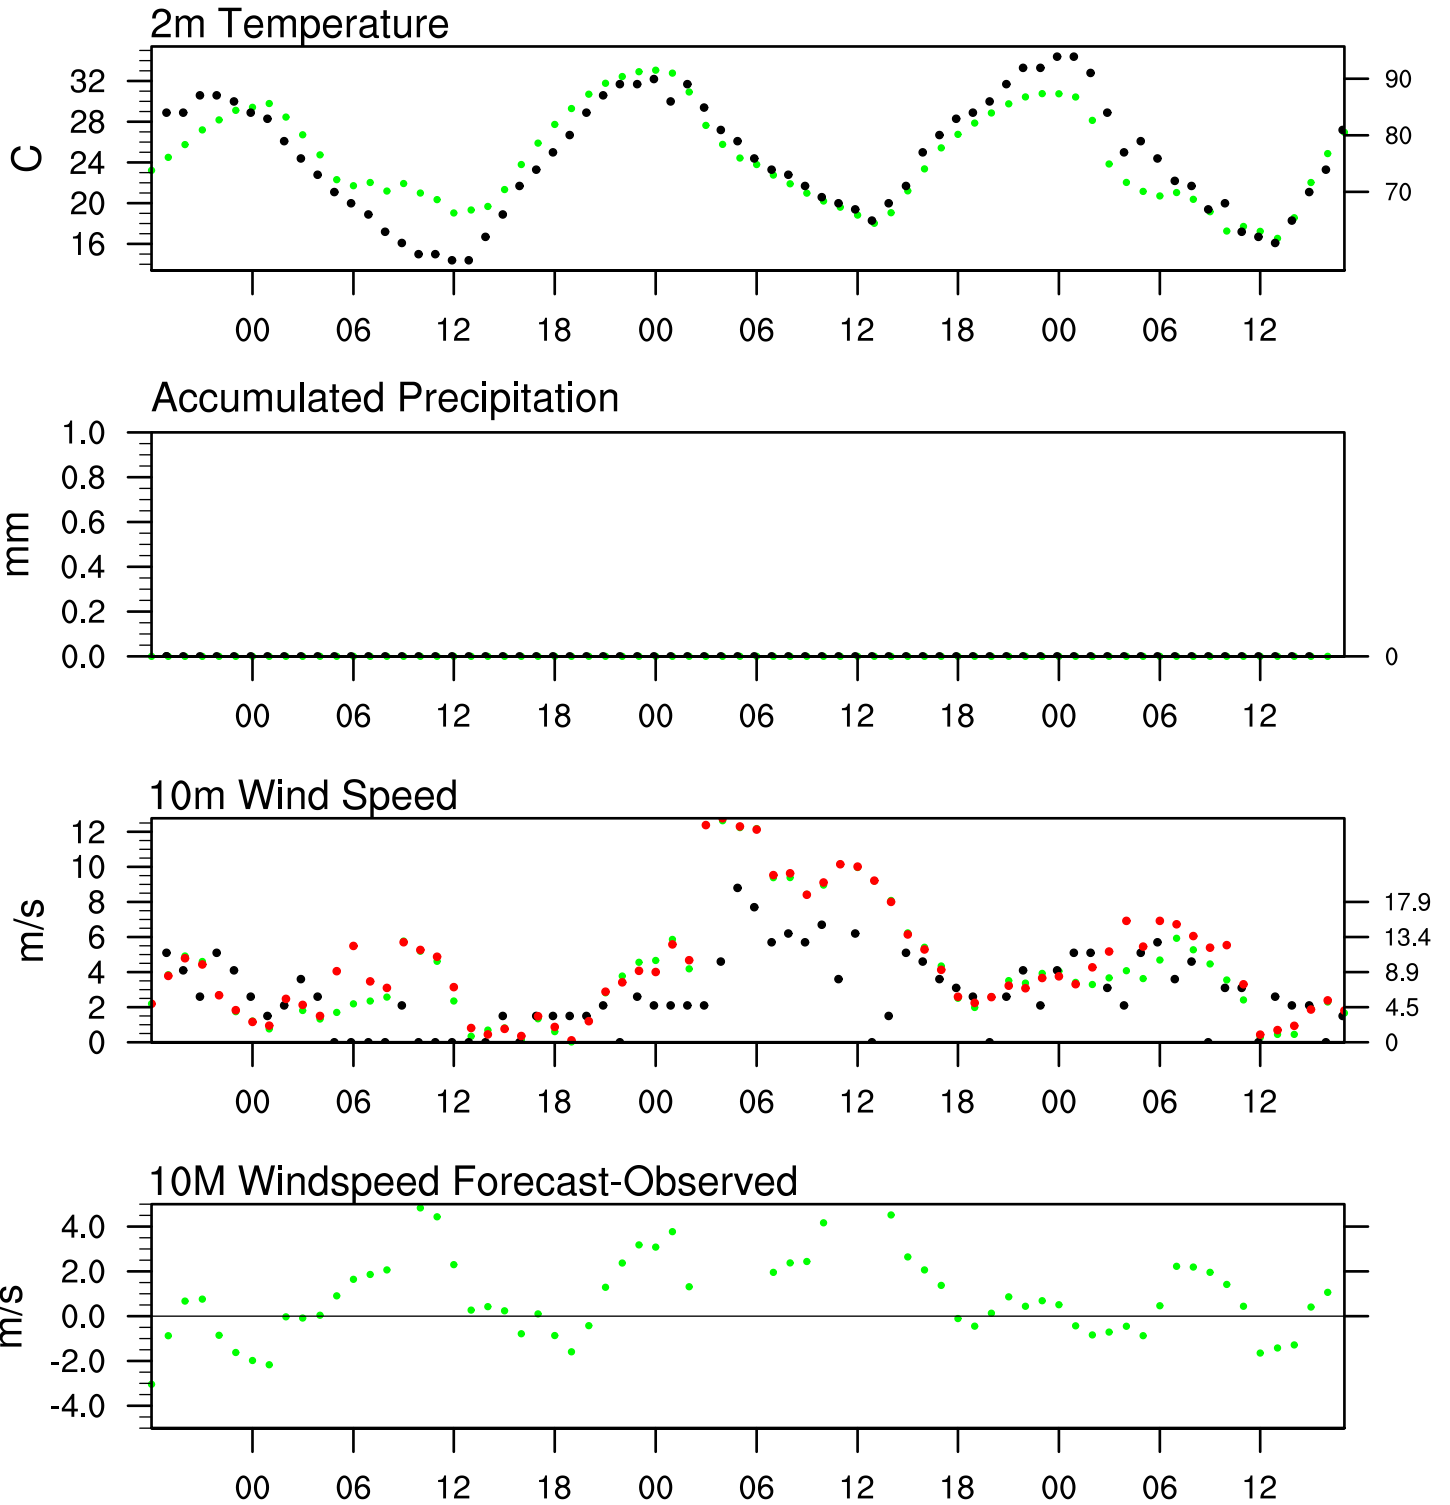 2m Temperature
C
32
28
24
20
16
90
80
70
00 06 12 18 00 06 12 18 00 06 12
Accumulated Precipitation
mm
1.0
0.8
0.6
0.4
0.2
0.0
0
00 06 12 18 00 06 12 18 00 06 12
10m Wind Speed
m/s
12
10
8
6
4
2
0
17.9
13.4
8.9
4.5
0
00 06 12 18 00 06 12 18 00 06 12
10M Windspeed Forecast-Observed
m/s
4.0
2.0
0.0
-2.0
-4.0
00 06 12 18 00 06 12 18 00 06 12